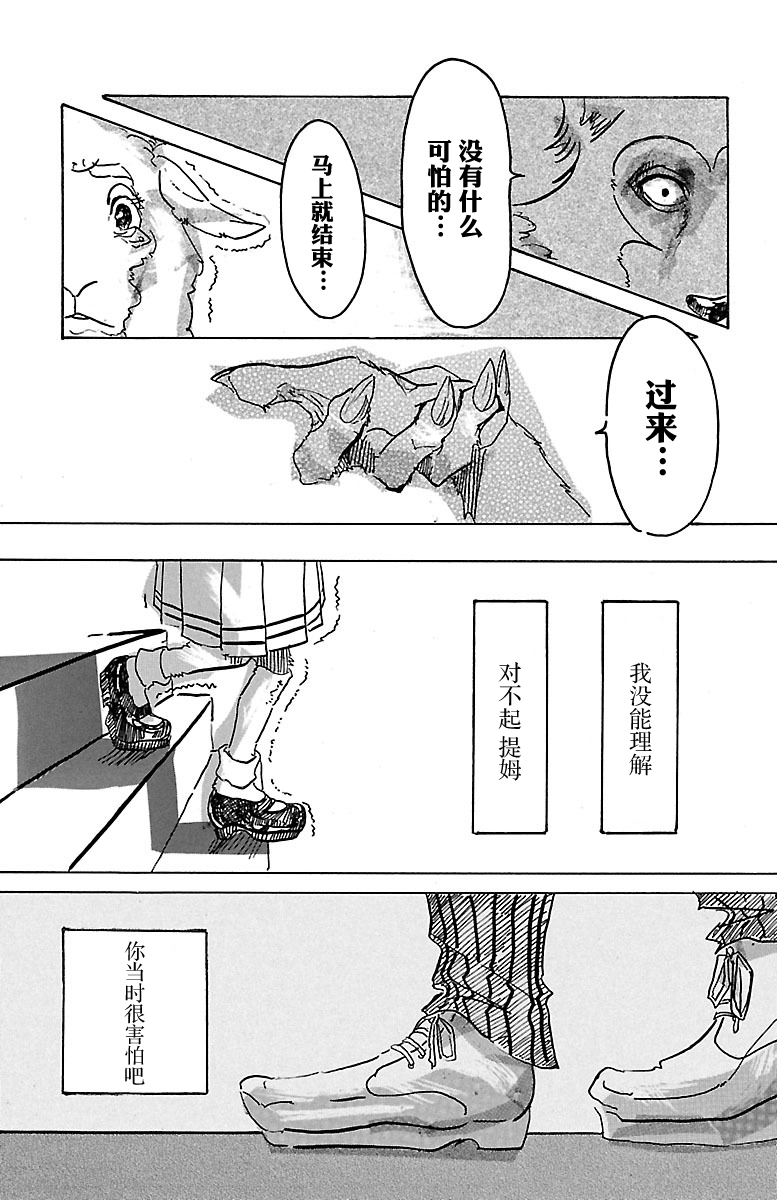 没有什么
可怕的…
马上就结束…
过来…
我没能理解
对不起 提姆
你当时很害怕吧